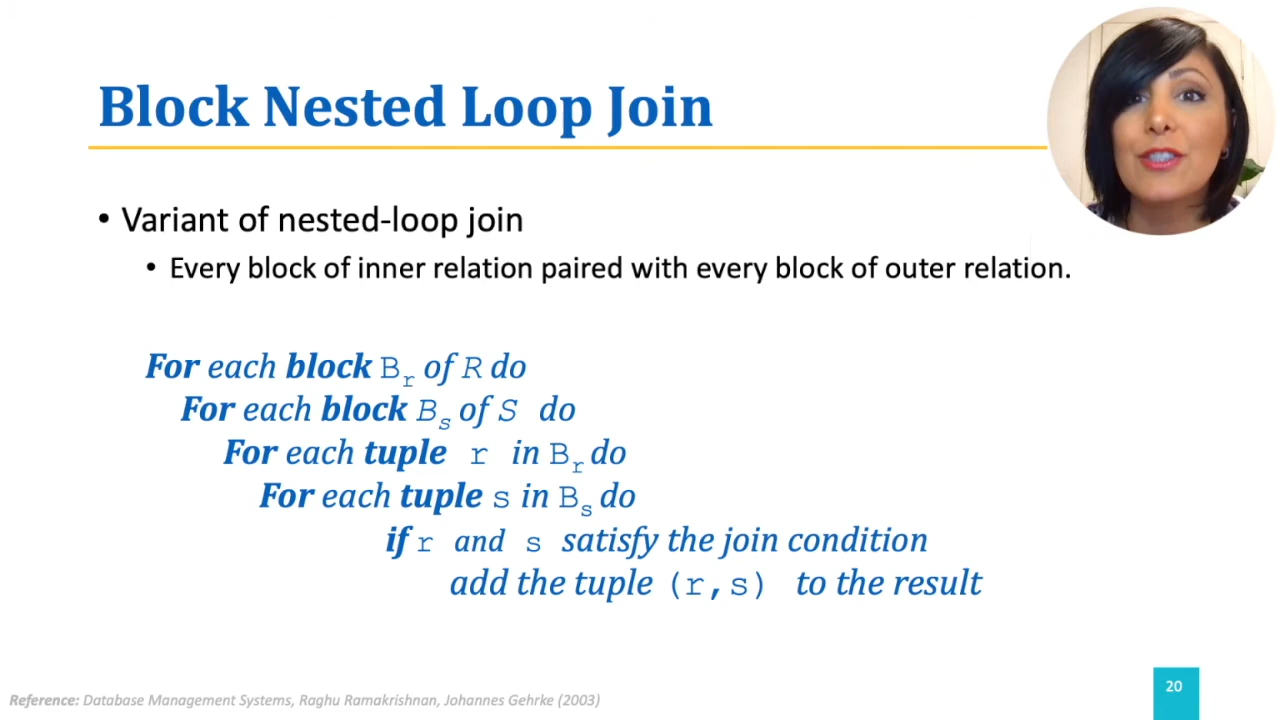 Block Nested Loop Join
• Variant of nested-loop join
• Every block of inner relation paired with every block of outer relation.
For each block Br of R do
For each block Bs of S do
For each tuple r in Br do
For each tuple s in Bs do
if r and s satisfy the join condition
add the tuple (r,s) to the result
Reference: Database Management Systems, Raghu Ramakrishnan, Johannes Gehrke (2003)
20